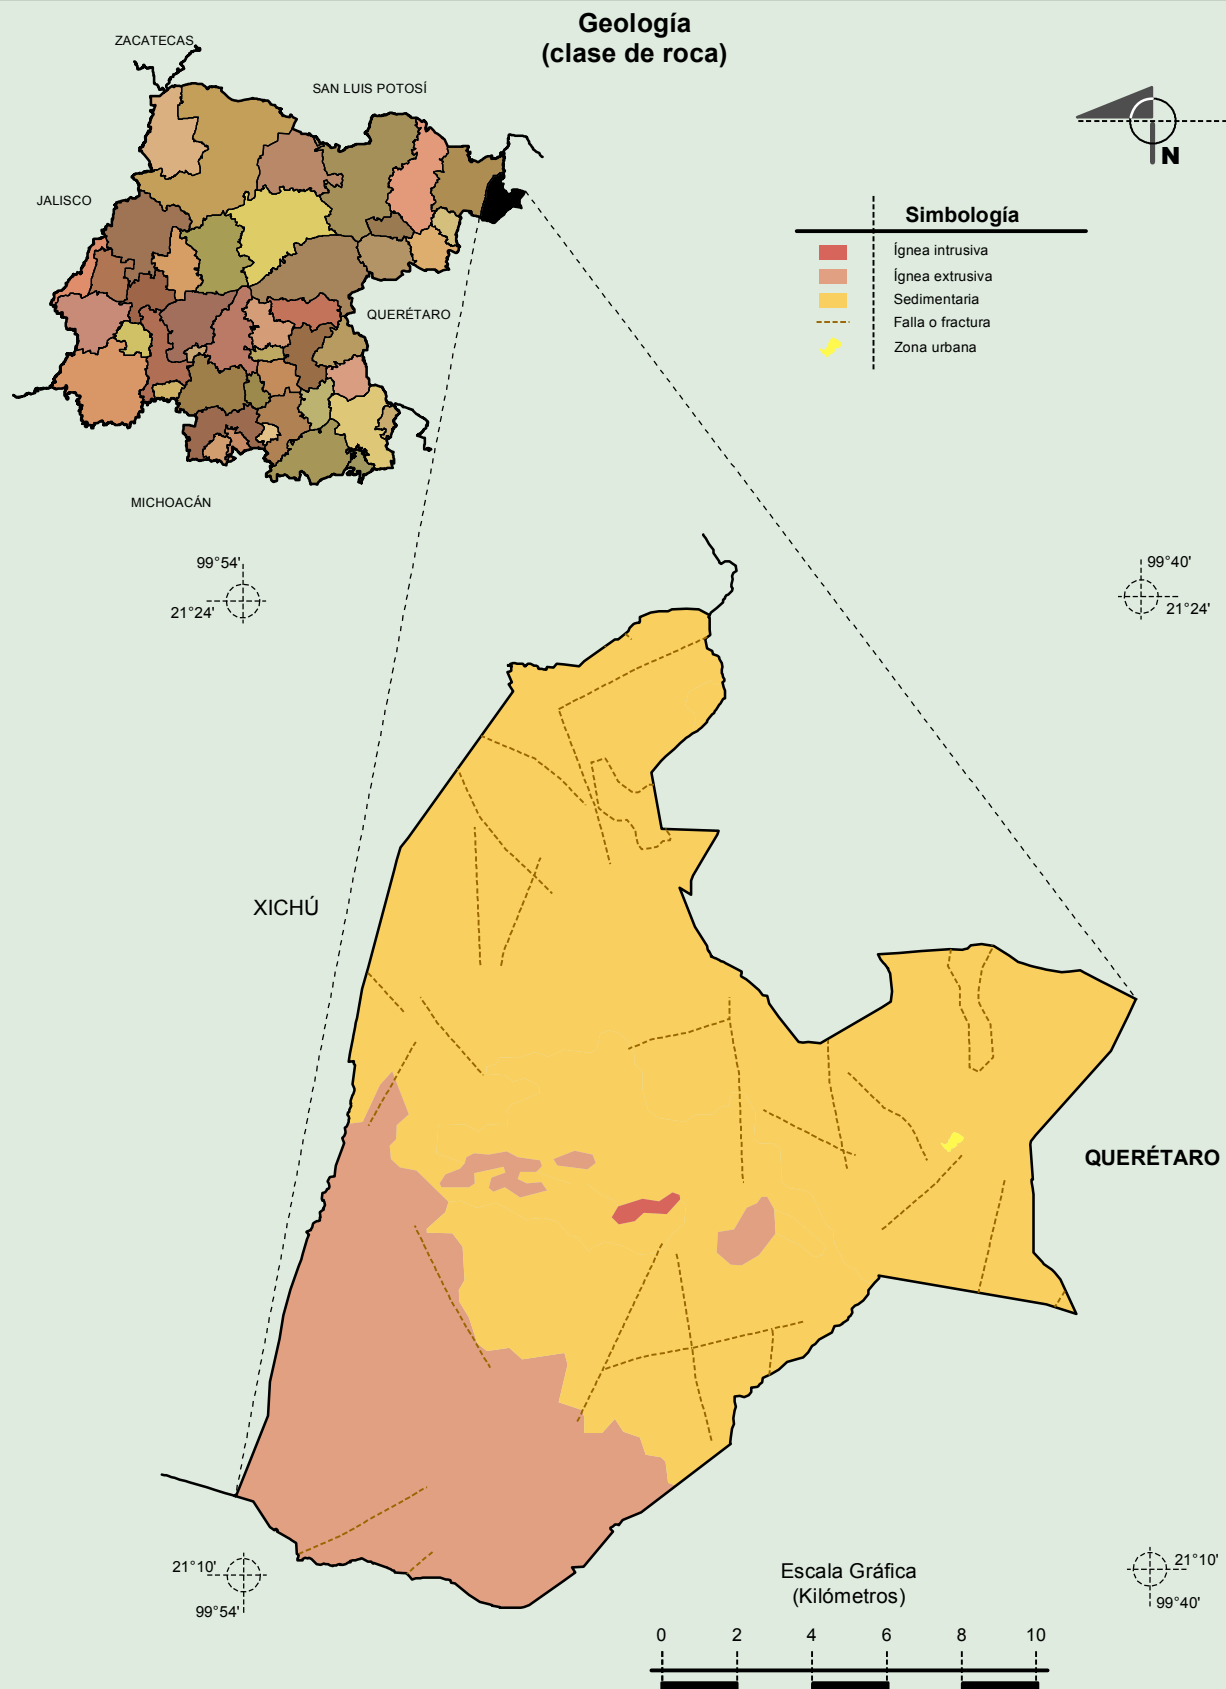 Geología
(clase de roca)
ZACATECAS
SAN LUIS POTOSÍ
JALISCO
QUERÉTARO
MICHOACÁN
N
Simbología
Ígnea intrusiva
Ígnea extrusiva
Sedimentaria
Falla o fractura
Zona urbana
99°54'
21°24'
99°40'
21°24'
XICHÚ
QUERÉTARO
21°10'
99°54'
21°10'
99°40'
Escala Gráfica
(Kilómetros)
0 2 4 6 8 10